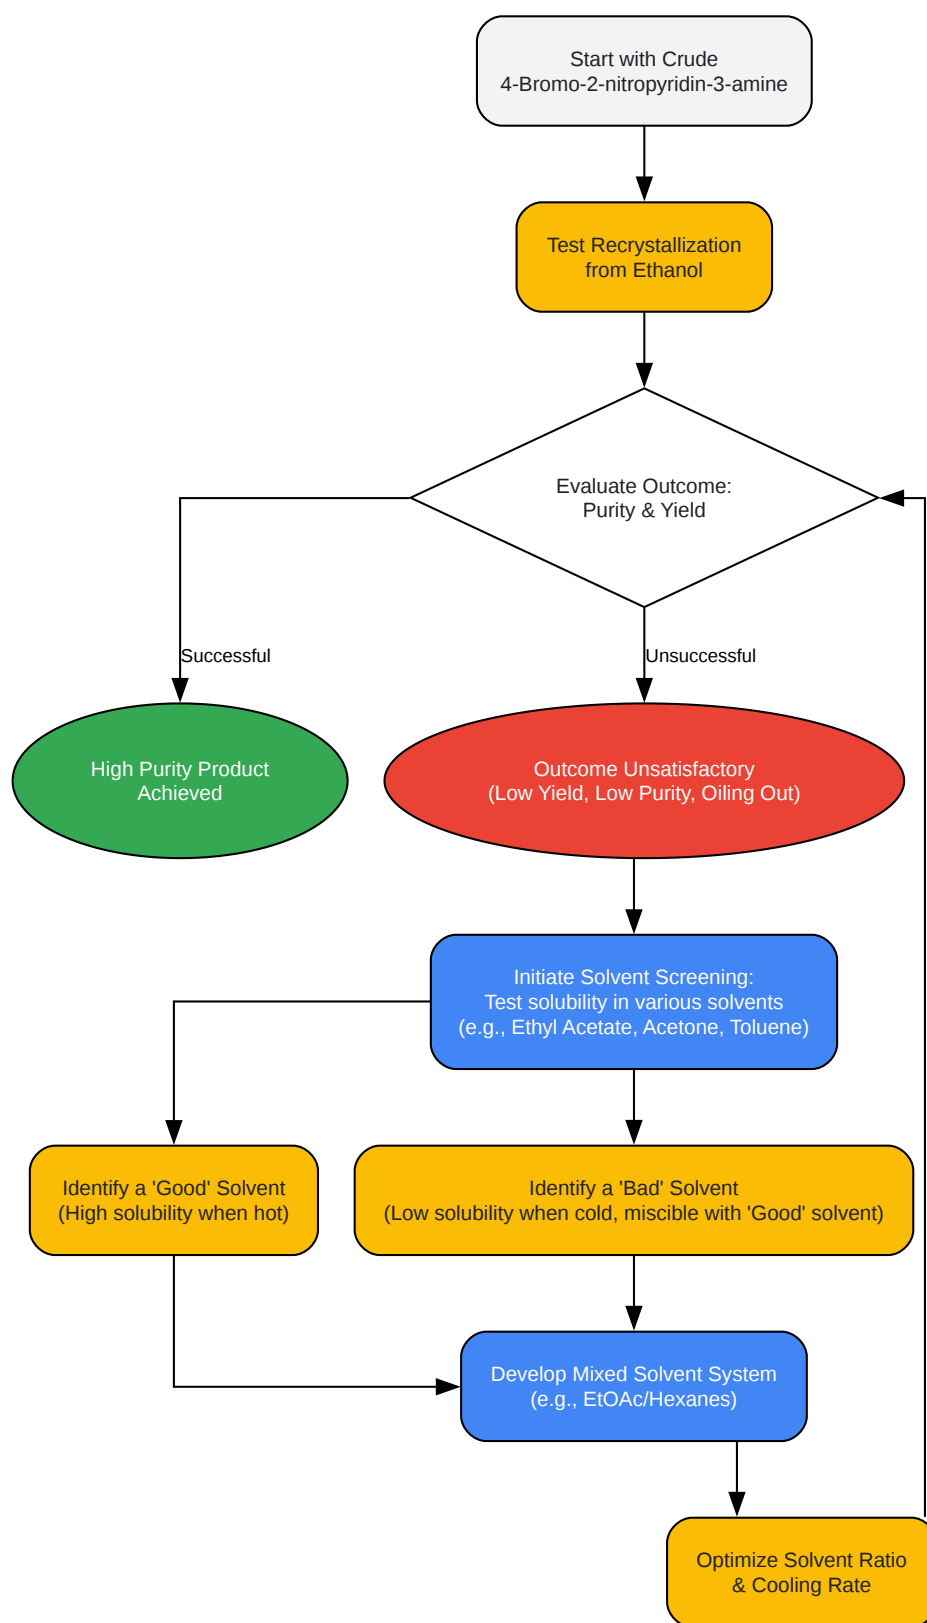 Start with Crude
4-Bromo-2-nitropyridin-3-amine
Test Recrystallization
from Ethanol
Evaluate Outcome:
Purity & Yield
Successful
Unsuccessful
High Purity Product
Achieved
Outcome Unsatisfactory
(Low Yield, Low Purity, Oiling Out)
Initiate Solvent Screening:
Test solubility in various solvents
(e.g., Ethyl Acetate, Acetone, Toluene)
Identify a 'Good' Solvent
(High solubility when hot)
Identify a 'Bad' Solvent
(Low solubility when cold, miscible with 'Good' solvent)
Develop Mixed Solvent System
(e.g., EtOAc/Hexanes)
Optimize Solvent Ratio
& Cooling Rate